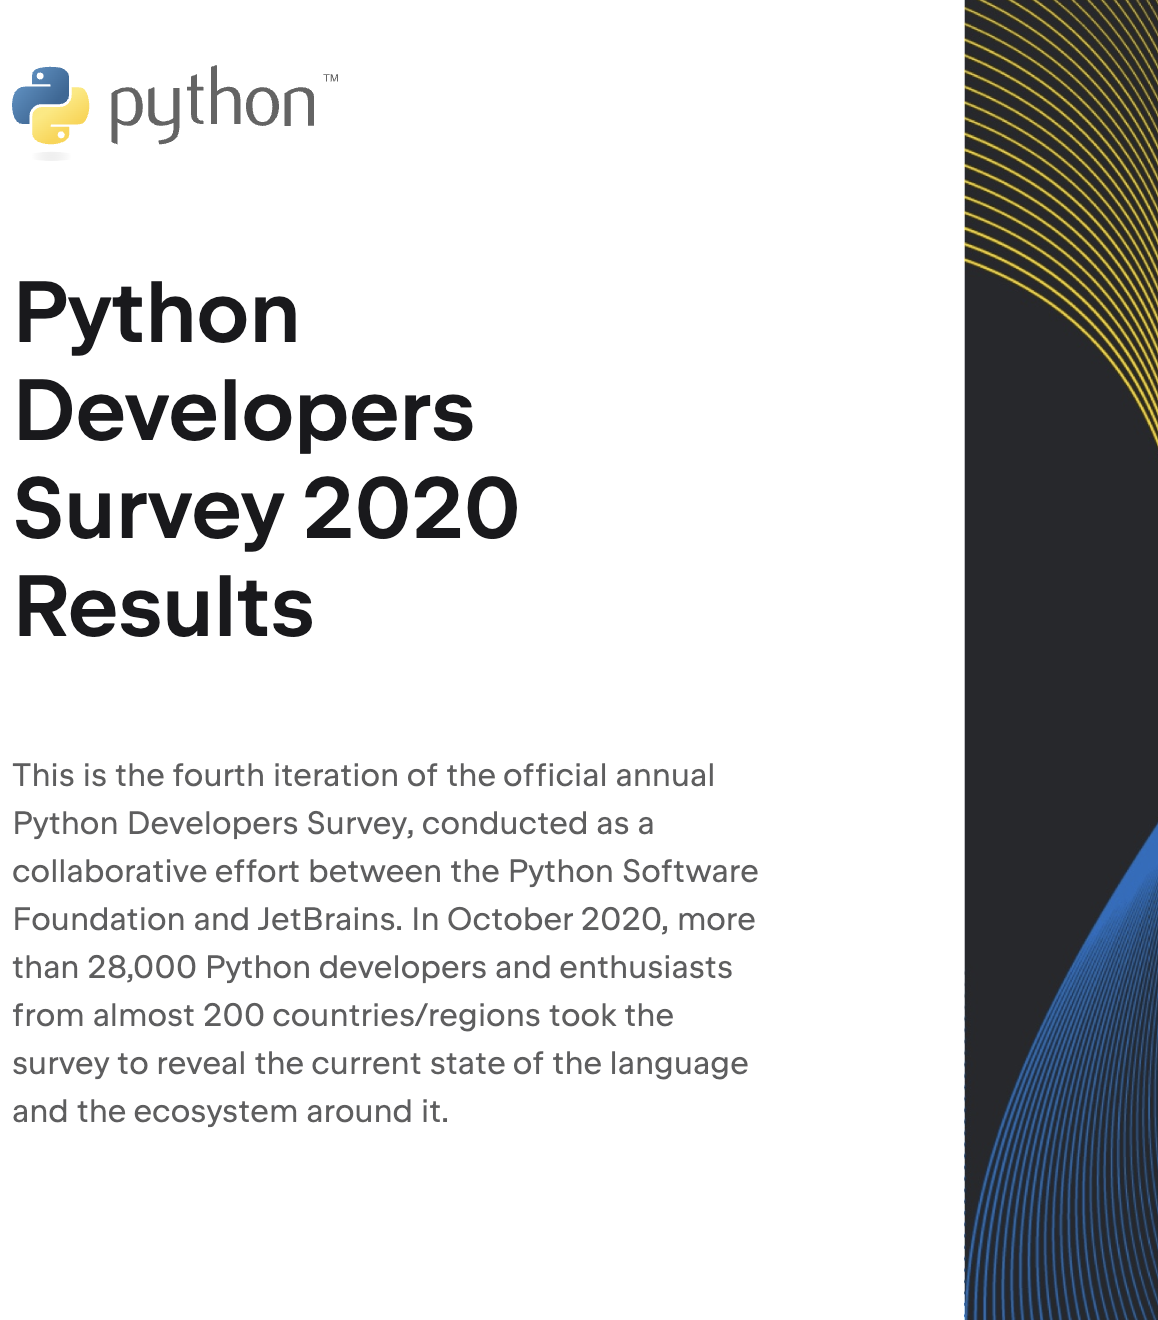 python™
Python
Developers
Survey 2020
Results
This is the fourth iteration of the official annual
Python Developers Survey, conducted as a
collaborative effort between the Python Software
Foundation and JetBrains. In October 2020, more
than 28,000 Python developers and enthusiasts
from almost 200 countries/regions took the
survey to reveal the current state of the language
and the ecosystem around it.